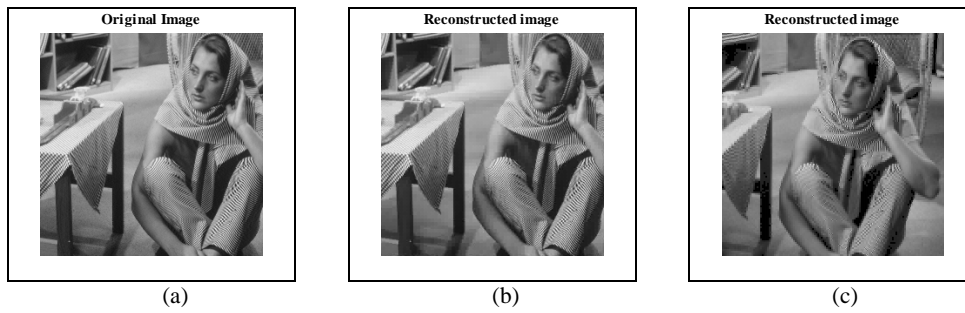 Original Image
Reconstructed image
Reconstructed image
(a)
(b)
(c)